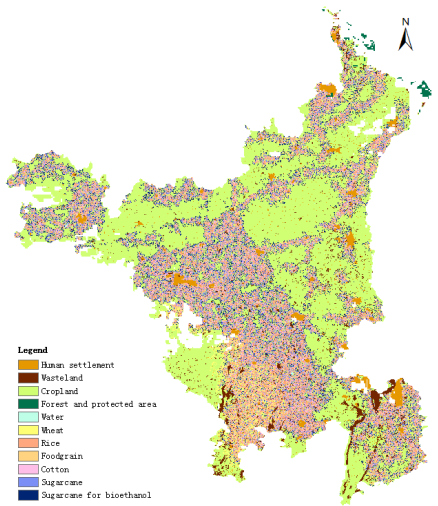 N
Legend
Human settlement
Wasteland
Cropland
Forest and protected area
Water
Wheat
Rice
Foodgrain
Cotton
Sugarcane
Sugarcane for bioethanol